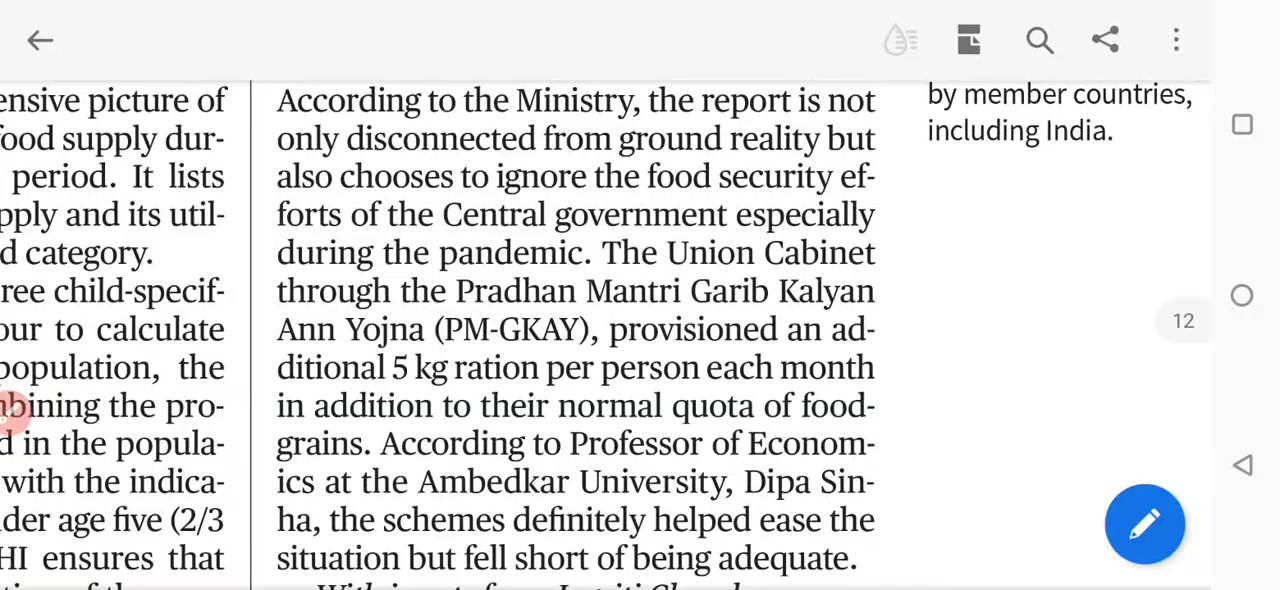 ensive picture of
ood supply dur-
period. It lists
pply and its util-
d category.
ree child-specif-
our to calculate
population, the
bining the pro-
d in the popula-
with the indica-
der age five (2/3
HI ensures that
According to the Ministry, the report is not
only disconnected from ground reality but
also chooses to ignore the food security ef-
forts of the Central government especially
during the pandemic. The Union Cabinet
through the Pradhan Mantri Garib Kalyan
Ann Yojna (PM-GKAY), provisioned an ad-
ditional 5 kg ration per person each month
in addition to their normal quota of food-
grains. According to Professor of Econom-
ics at the Ambedkar University, Dipa Sin-
ha, the schemes definitely helped ease the
situation but fell short of being adequate.
by member countries,
including India.
12